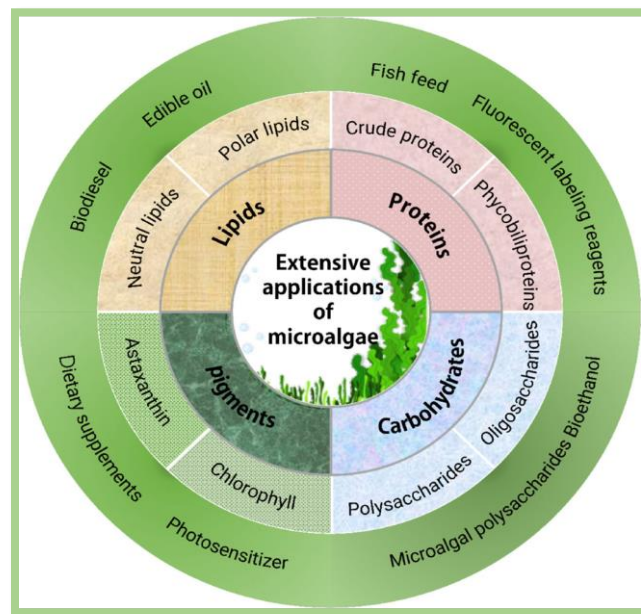 Extensive
applications
of
microalgae
Lipids
Proteins
Carbohydrates
pigments
Neutral lipids
Polar lipids
Crude proteins
Phycobiliproteins
Oligosaccharides
Polysaccharides
Chlorophyll
Astaxanthin
Biodiesel
Edible oil
Fish feed
Fluorescent labeling reagents
Microalgal polysaccharides Bioethanol
Photosensitizer
Dietary supplements